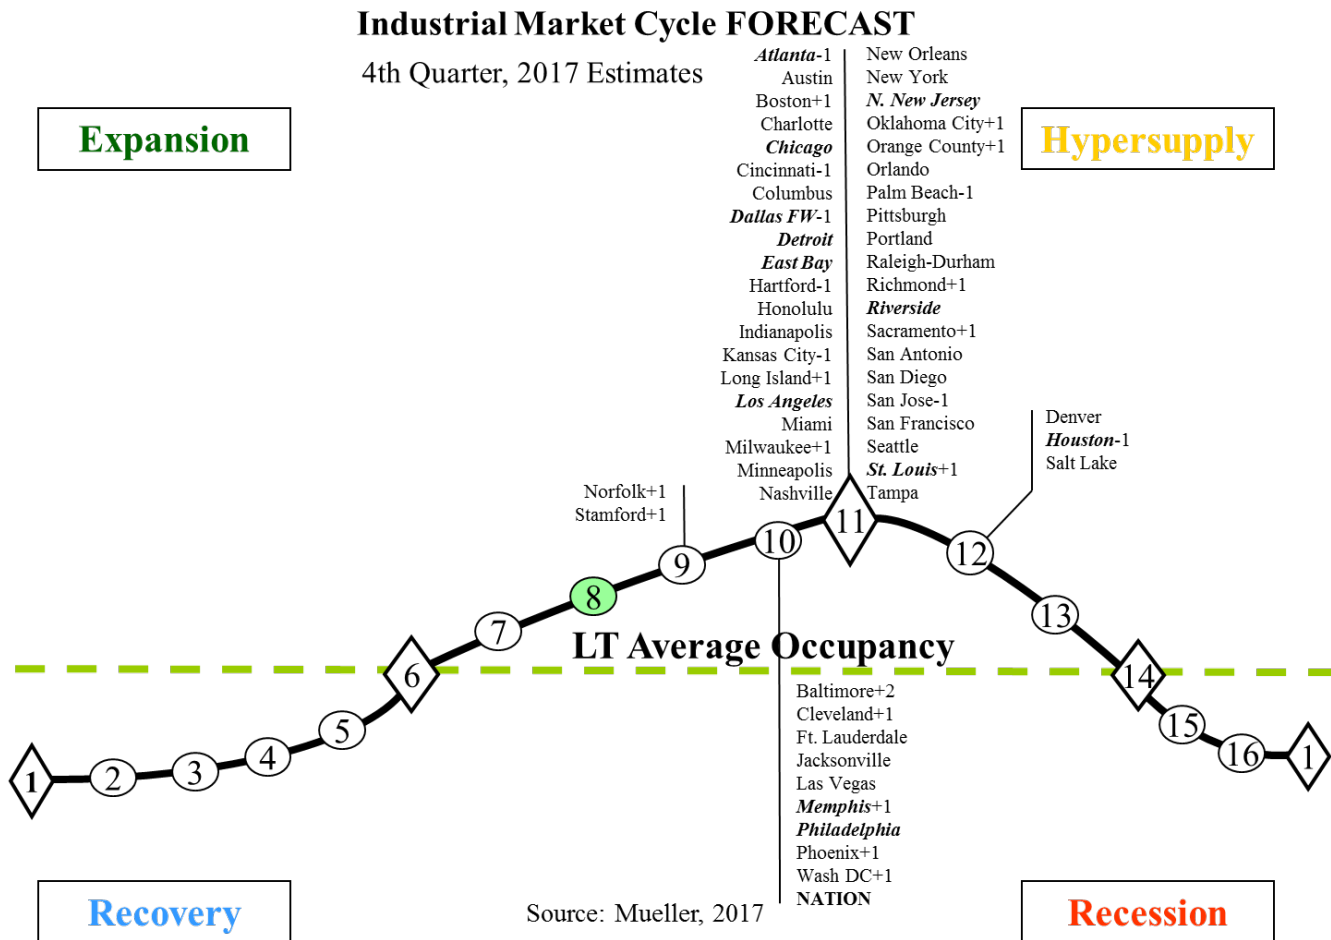 Industrial Market Cycle FORECAST
4th Quarter, 2017 Estimates
Expansion
Hypersupply
Atlanta-1
Austin
Boston+1
Charlotte
Chicago
Cincinnati-1
Columbus
Dallas FW-1
Detroit
East Bay
Hartford-1
Honolulu
Indianapolis
Kansas City-1
Long Island+1
Los Angeles
Miami
Milwaukee+1
Minneapolis
Nashville
New Orleans
New York
N. New Jersey
Oklahoma City+1
Orange County+1
Orlando
Palm Beach-1
Pittsburgh
Portland
Raleigh-Durham
Richmond+1
Riverside
Sacramento+1
San Antonio
San Diego
San Jose-1
San Francisco
Seattle
St. Louis+1
Tampa
Denver
Houston-1
Salt Lake
Norfolk+1
Stamford+1
1
2
3
4
5
6
7
8
9
10
11
12
13
14
15
16
1
LT Average Occupancy
Baltimore+2
Cleveland+1
Ft. Lauderdale
Jacksonville
Las Vegas
Memphis+1
Philadelphia
Phoenix+1
Wash DC+1
NATION
Recovery
Source: Mueller, 2017
Recession